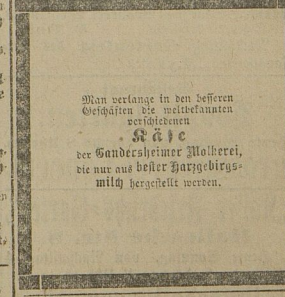 Man verlange in den besseren
Geschäften die weltbekannten
verschiedenen
Käse
der Gandersheimer Molkerei,
die nur aus bester Harzgebirgs=
milch hergestellt werden.